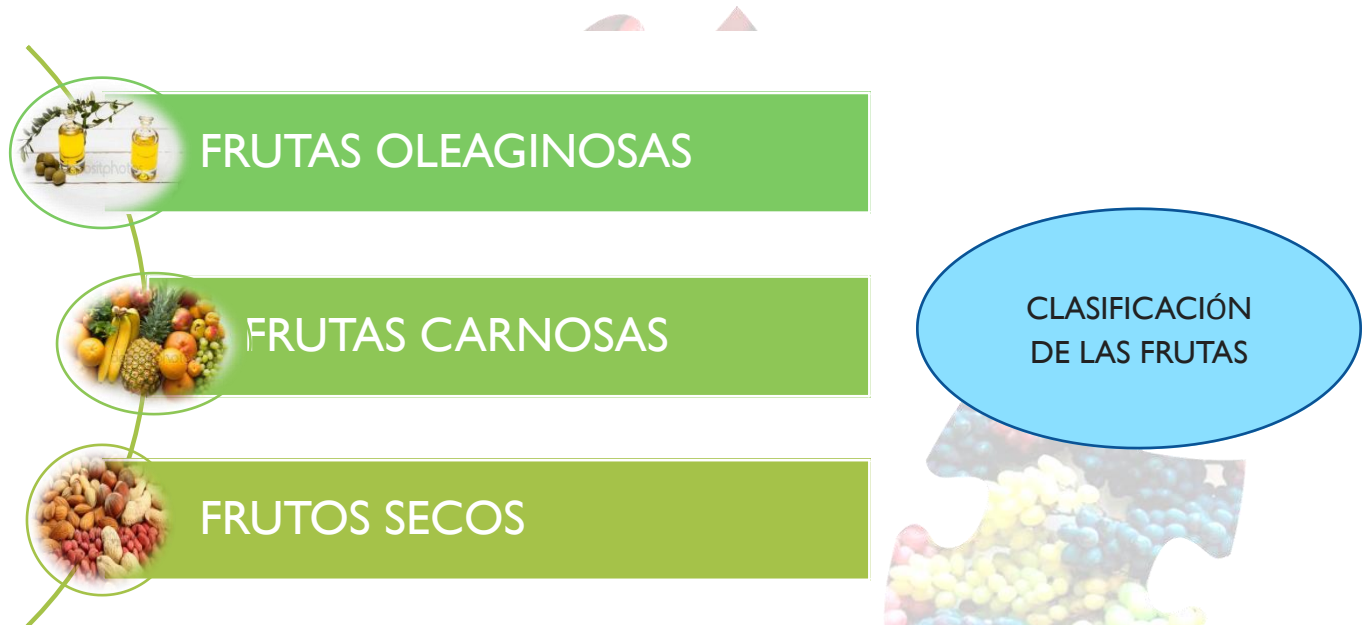 FRUTAS OLEAGINOSAS
FRUTAS CARNOSAS
FRUTOS SECOS
CLASIFICACIÓN
DE LAS FRUTAS